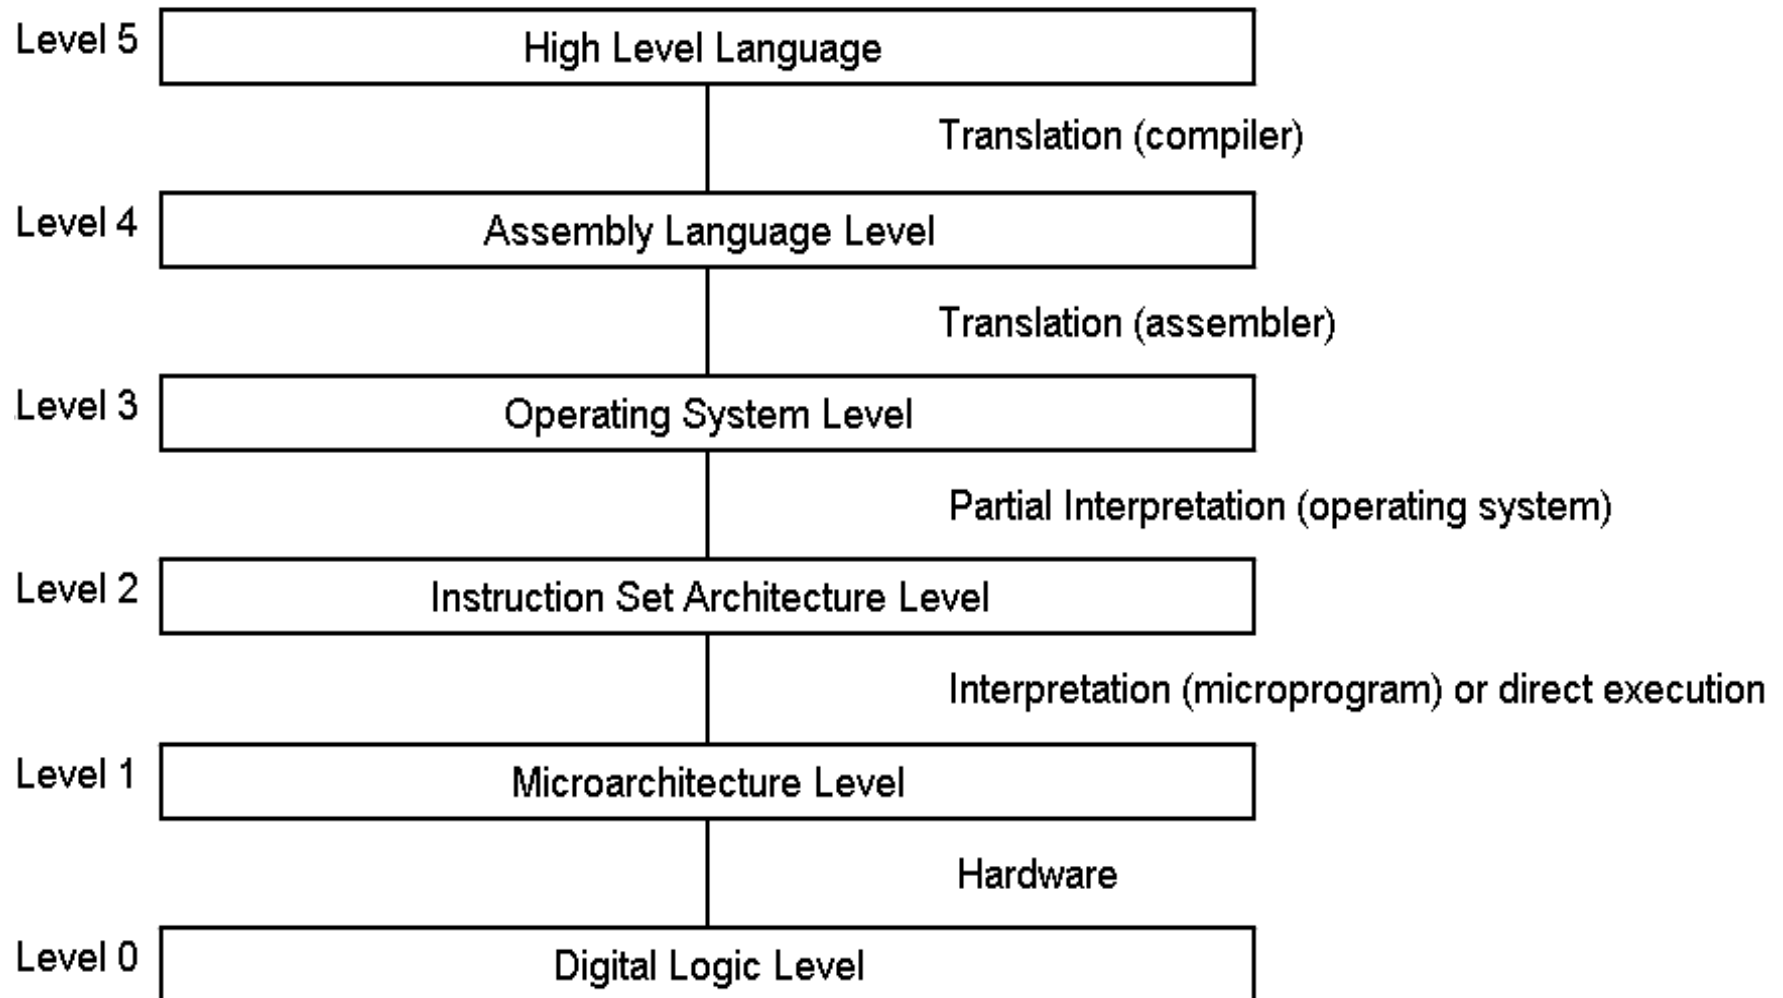 Level 5
High Level Language
Translation (compiler)
Level 4
Assembly Language Level
Translation (assembler)
Level 3
Operating System Level
Partial Interpretation (operating system)
Level 2
Instruction Set Architecture Level
Interpretation (microprogram) or direct execution
Level 1
Microarchitecture Level
Hardware
Level 0
Digital Logic Level